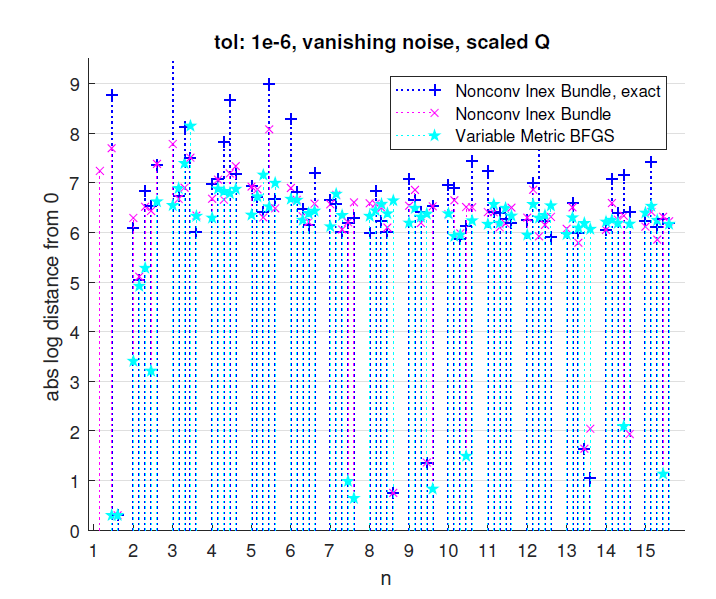 tol: 1e-6, vanishing noise, scaled Q
Nonconv Inex Bundle, exact
Nonconv Inex Bundle
Variable Metric BFGS
abs log distance from 0
9
8
7
6
5
4
3
2
1
0
1 2 3 4 5 6 7 8 9 10 11 12 13 14 15
n